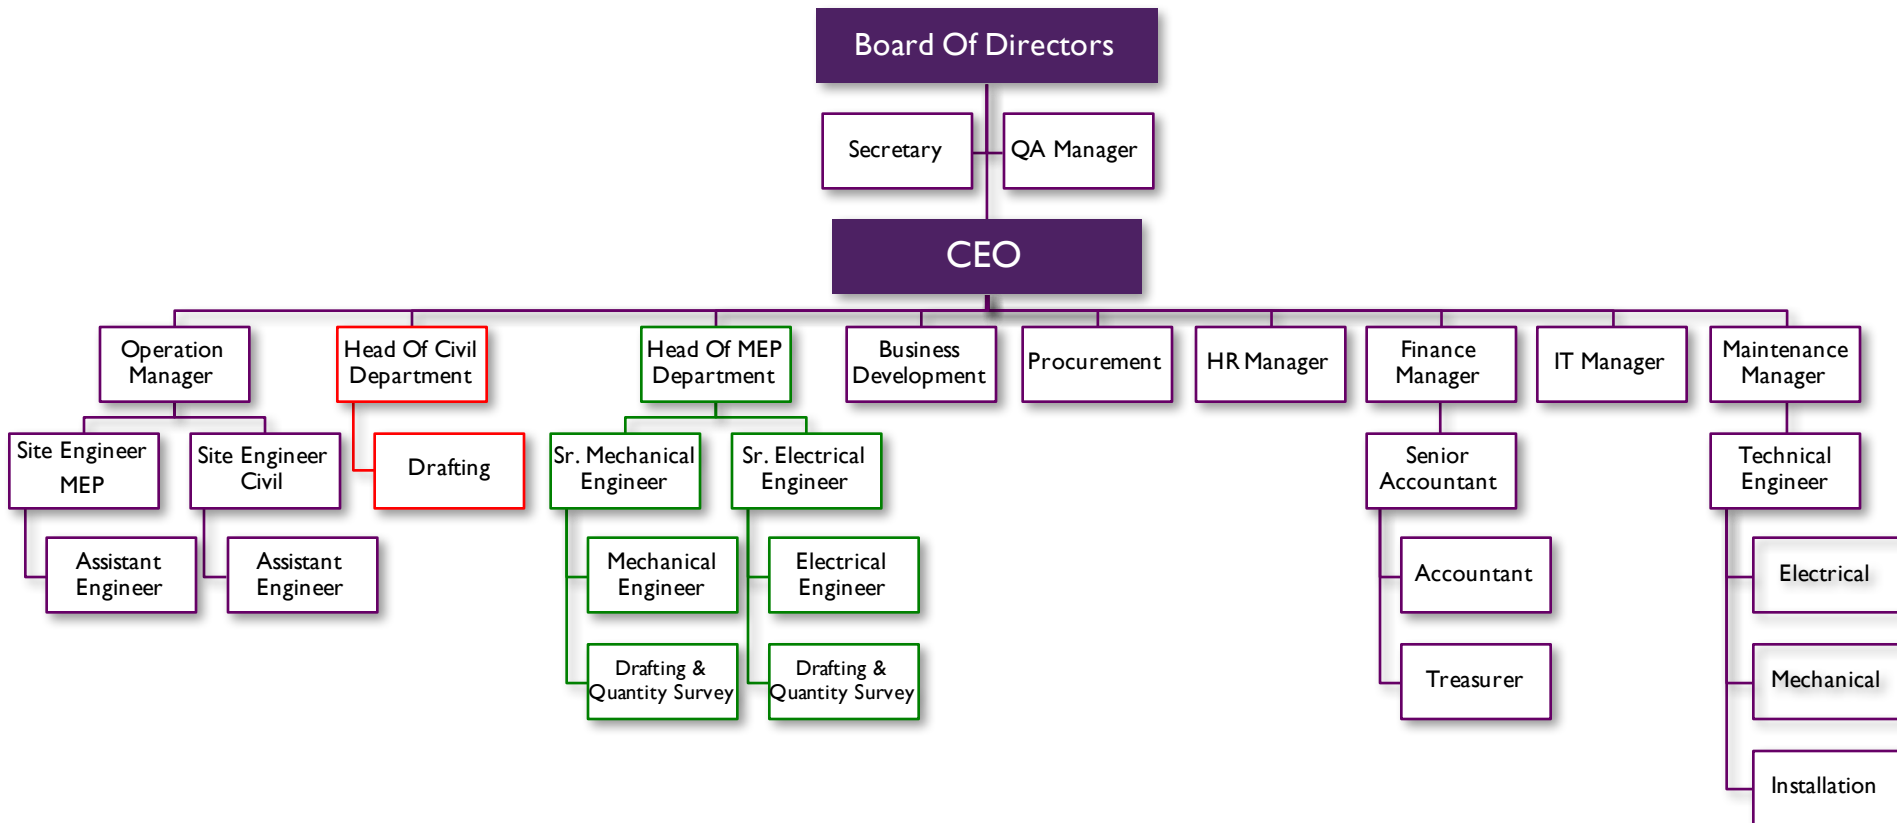 Board Of Directors
Secretary
QA Manager
CEO
Operation
Manager
Head Of Civil
Department
Head Of MEP
Department
Business
Development
Procurement
HR Manager
Finance
Manager
IT Manager
Maintenance
Manager
Site Engineer
MEP
Site Engineer
Civil
Drafting
Sr. Mechanical
Engineer
Sr. Electrical
Engineer
Senior
Accountant
Technical
Engineer
Assistant
Engineer
Assistant
Engineer
Mechanical
Engineer
Electrical
Engineer
Accountant
Electrical
Drafting &
Quantity Survey
Drafting &
Quantity Survey
Treasurer
Mechanical
Installation